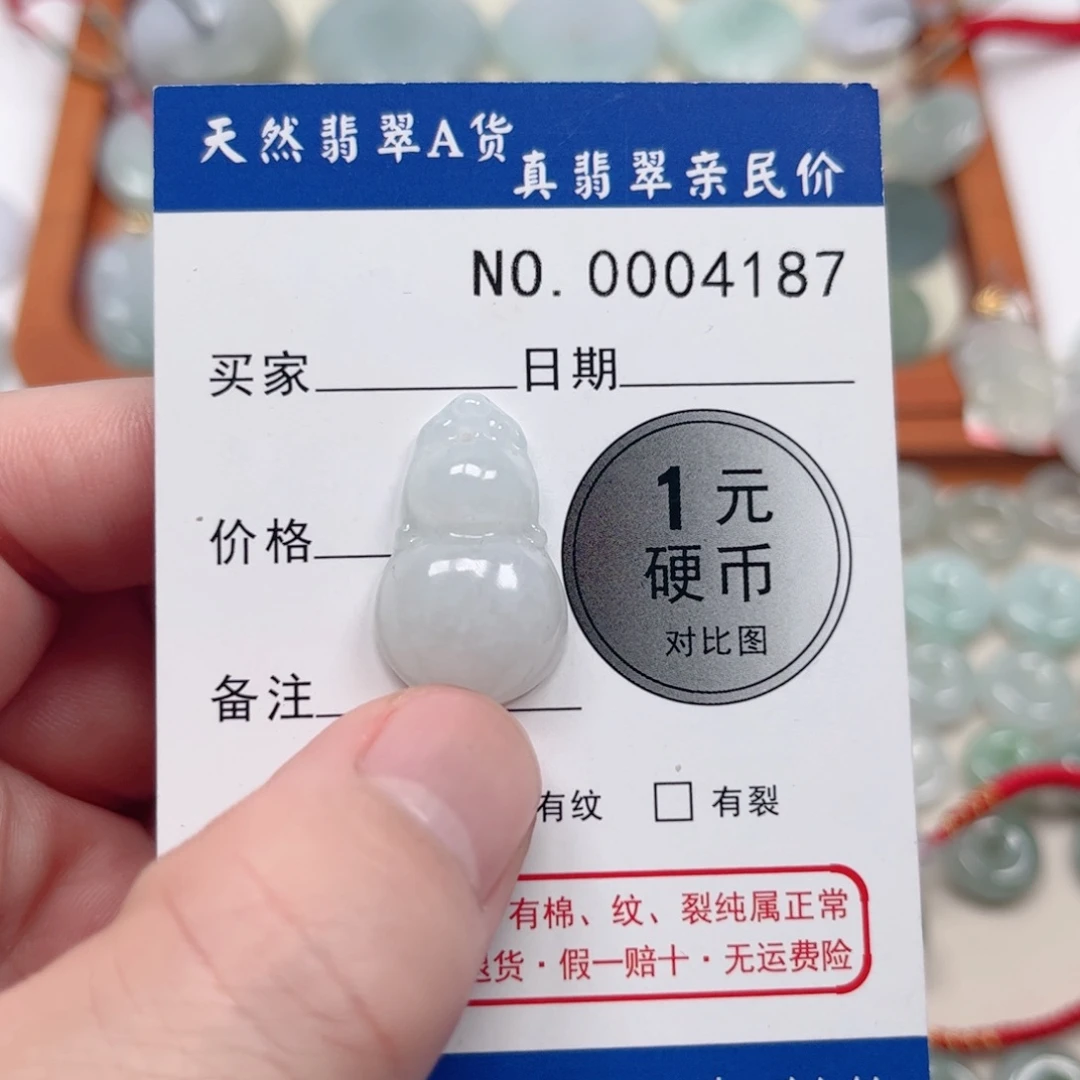 天然翡翠A货
真翡翠亲民价
NO. 0004187
买家 日期
价格
备注
1元
硬币
对比图
有纹 有裂
有棉、纹、裂纯属正常
退货·假一赔十·无运费险